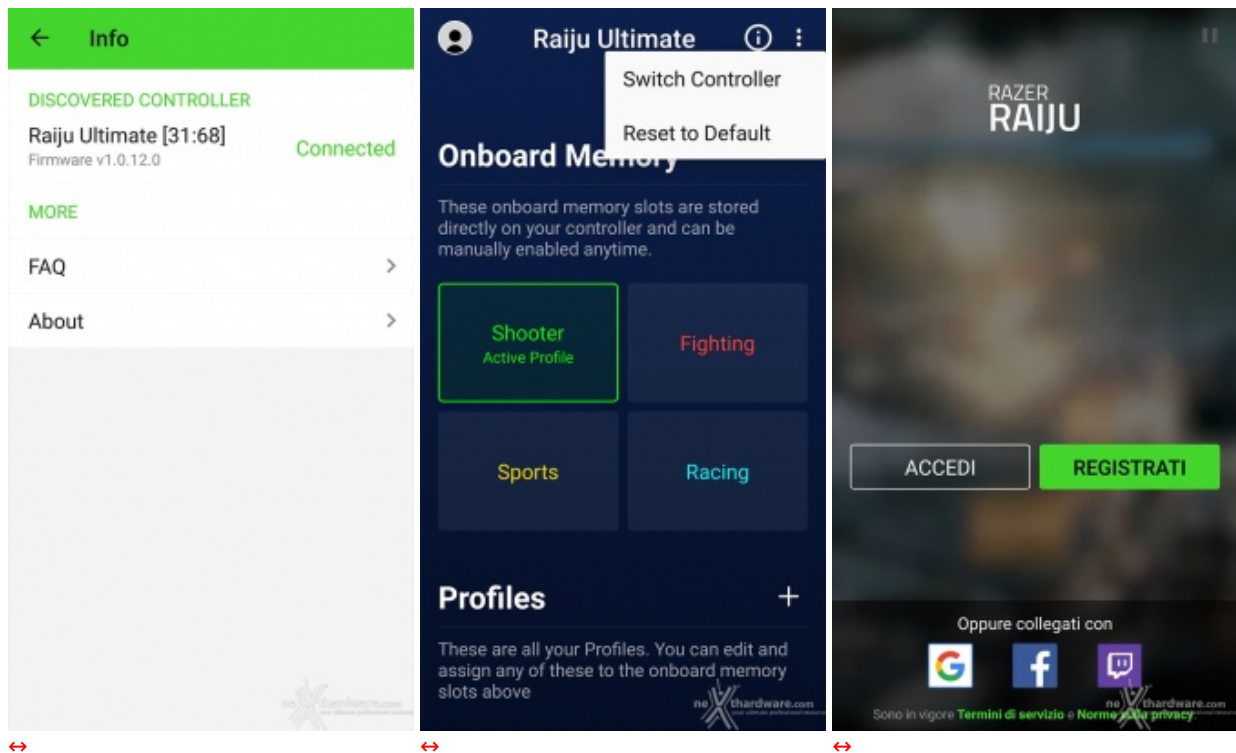 Info
DISCOVERED CONTROLLER
Raiju Ultimate [31:68]
Firmware v1.0.12.0
Connected
MORE
FAQ
About
Raiju Ultimate
Switch Controller
Reset to Default
Onboard Memory
These onboard memory slots are stored
directly on your controller and can be
manually enabled anytime.
Shooter
Active Profile
Fighting
Sports
Racing
Profiles
These are all your Profiles. You can edit and
assign any of these to the onboard memory
slots above
thardware.com
RAZER
RAIJU
ACCEDI
REGISTRATI
Oppure collegati con
Sono in vigore Termini di servizio e Norme sulla privacy.
thardware.com